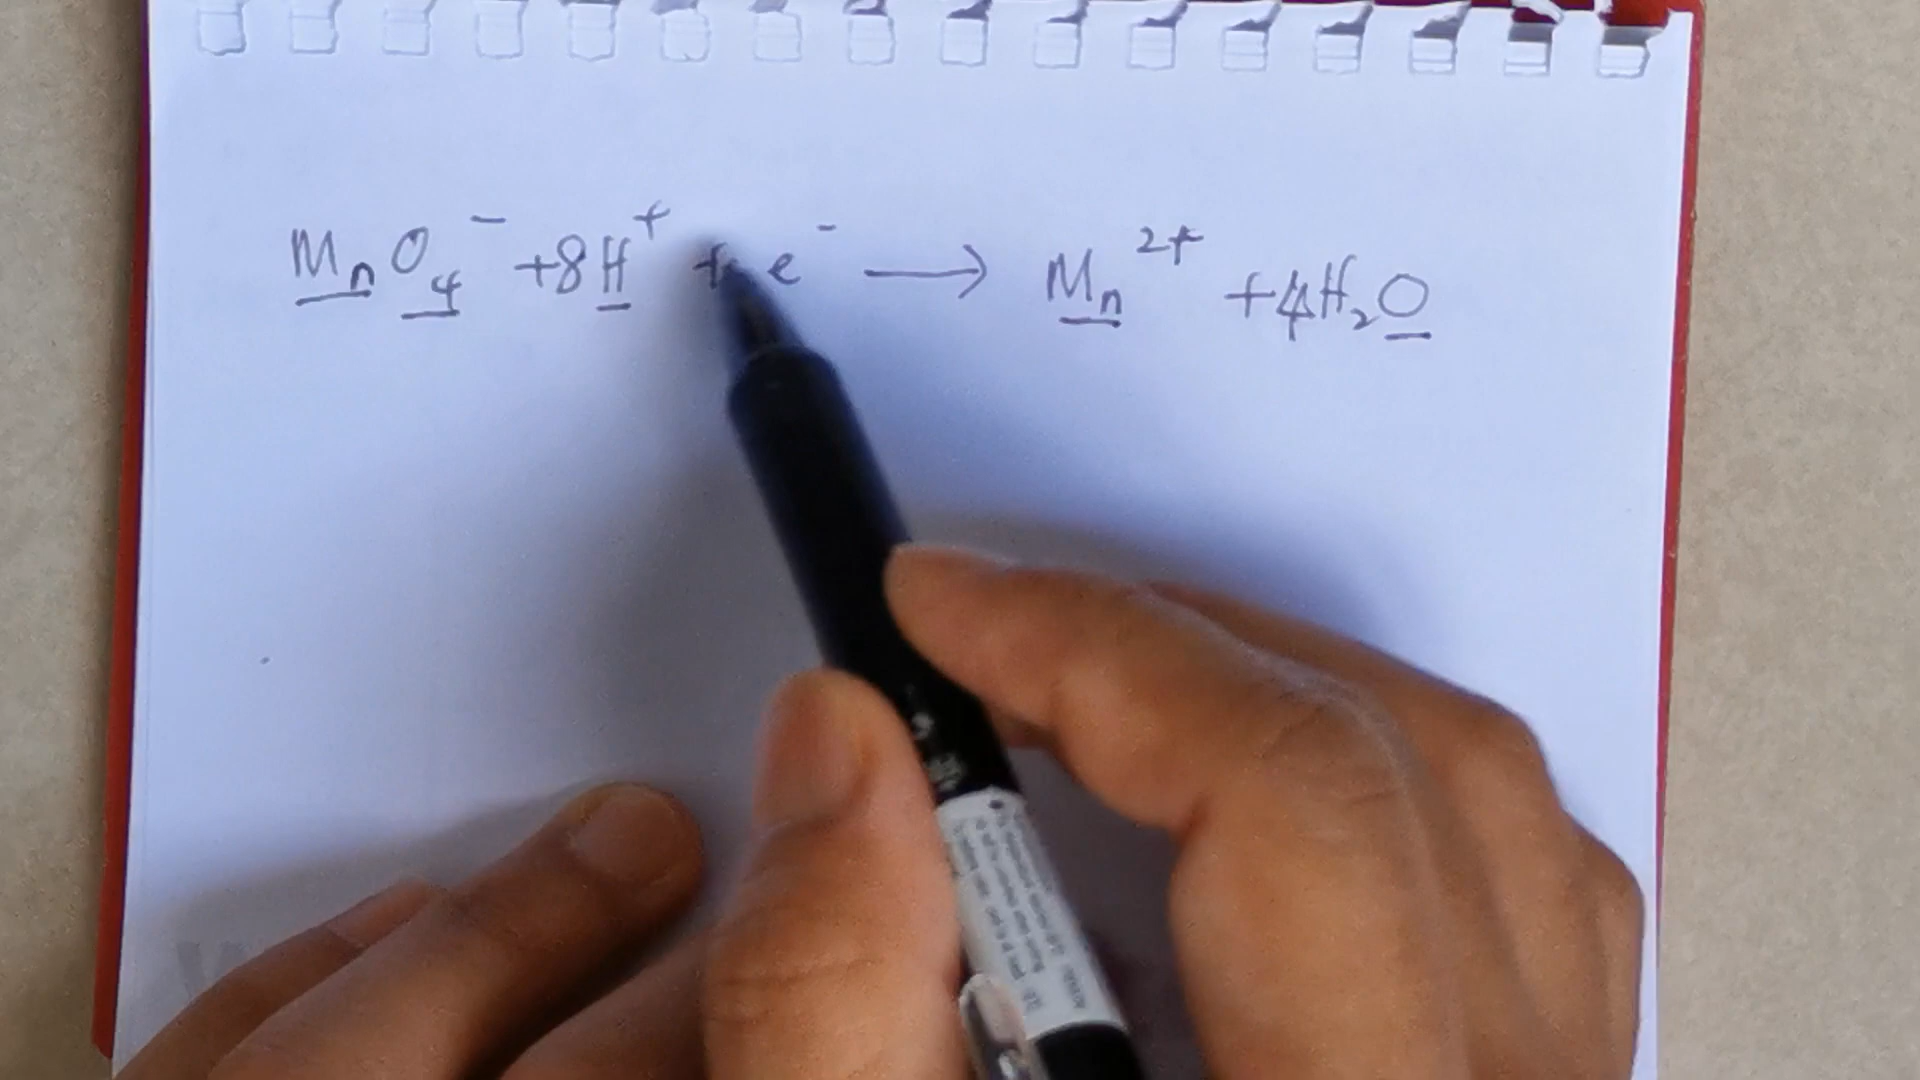 MnO₄⁻ + 8H⁺ + e⁻ ⟶ Mn²⁺ + 4H₂O